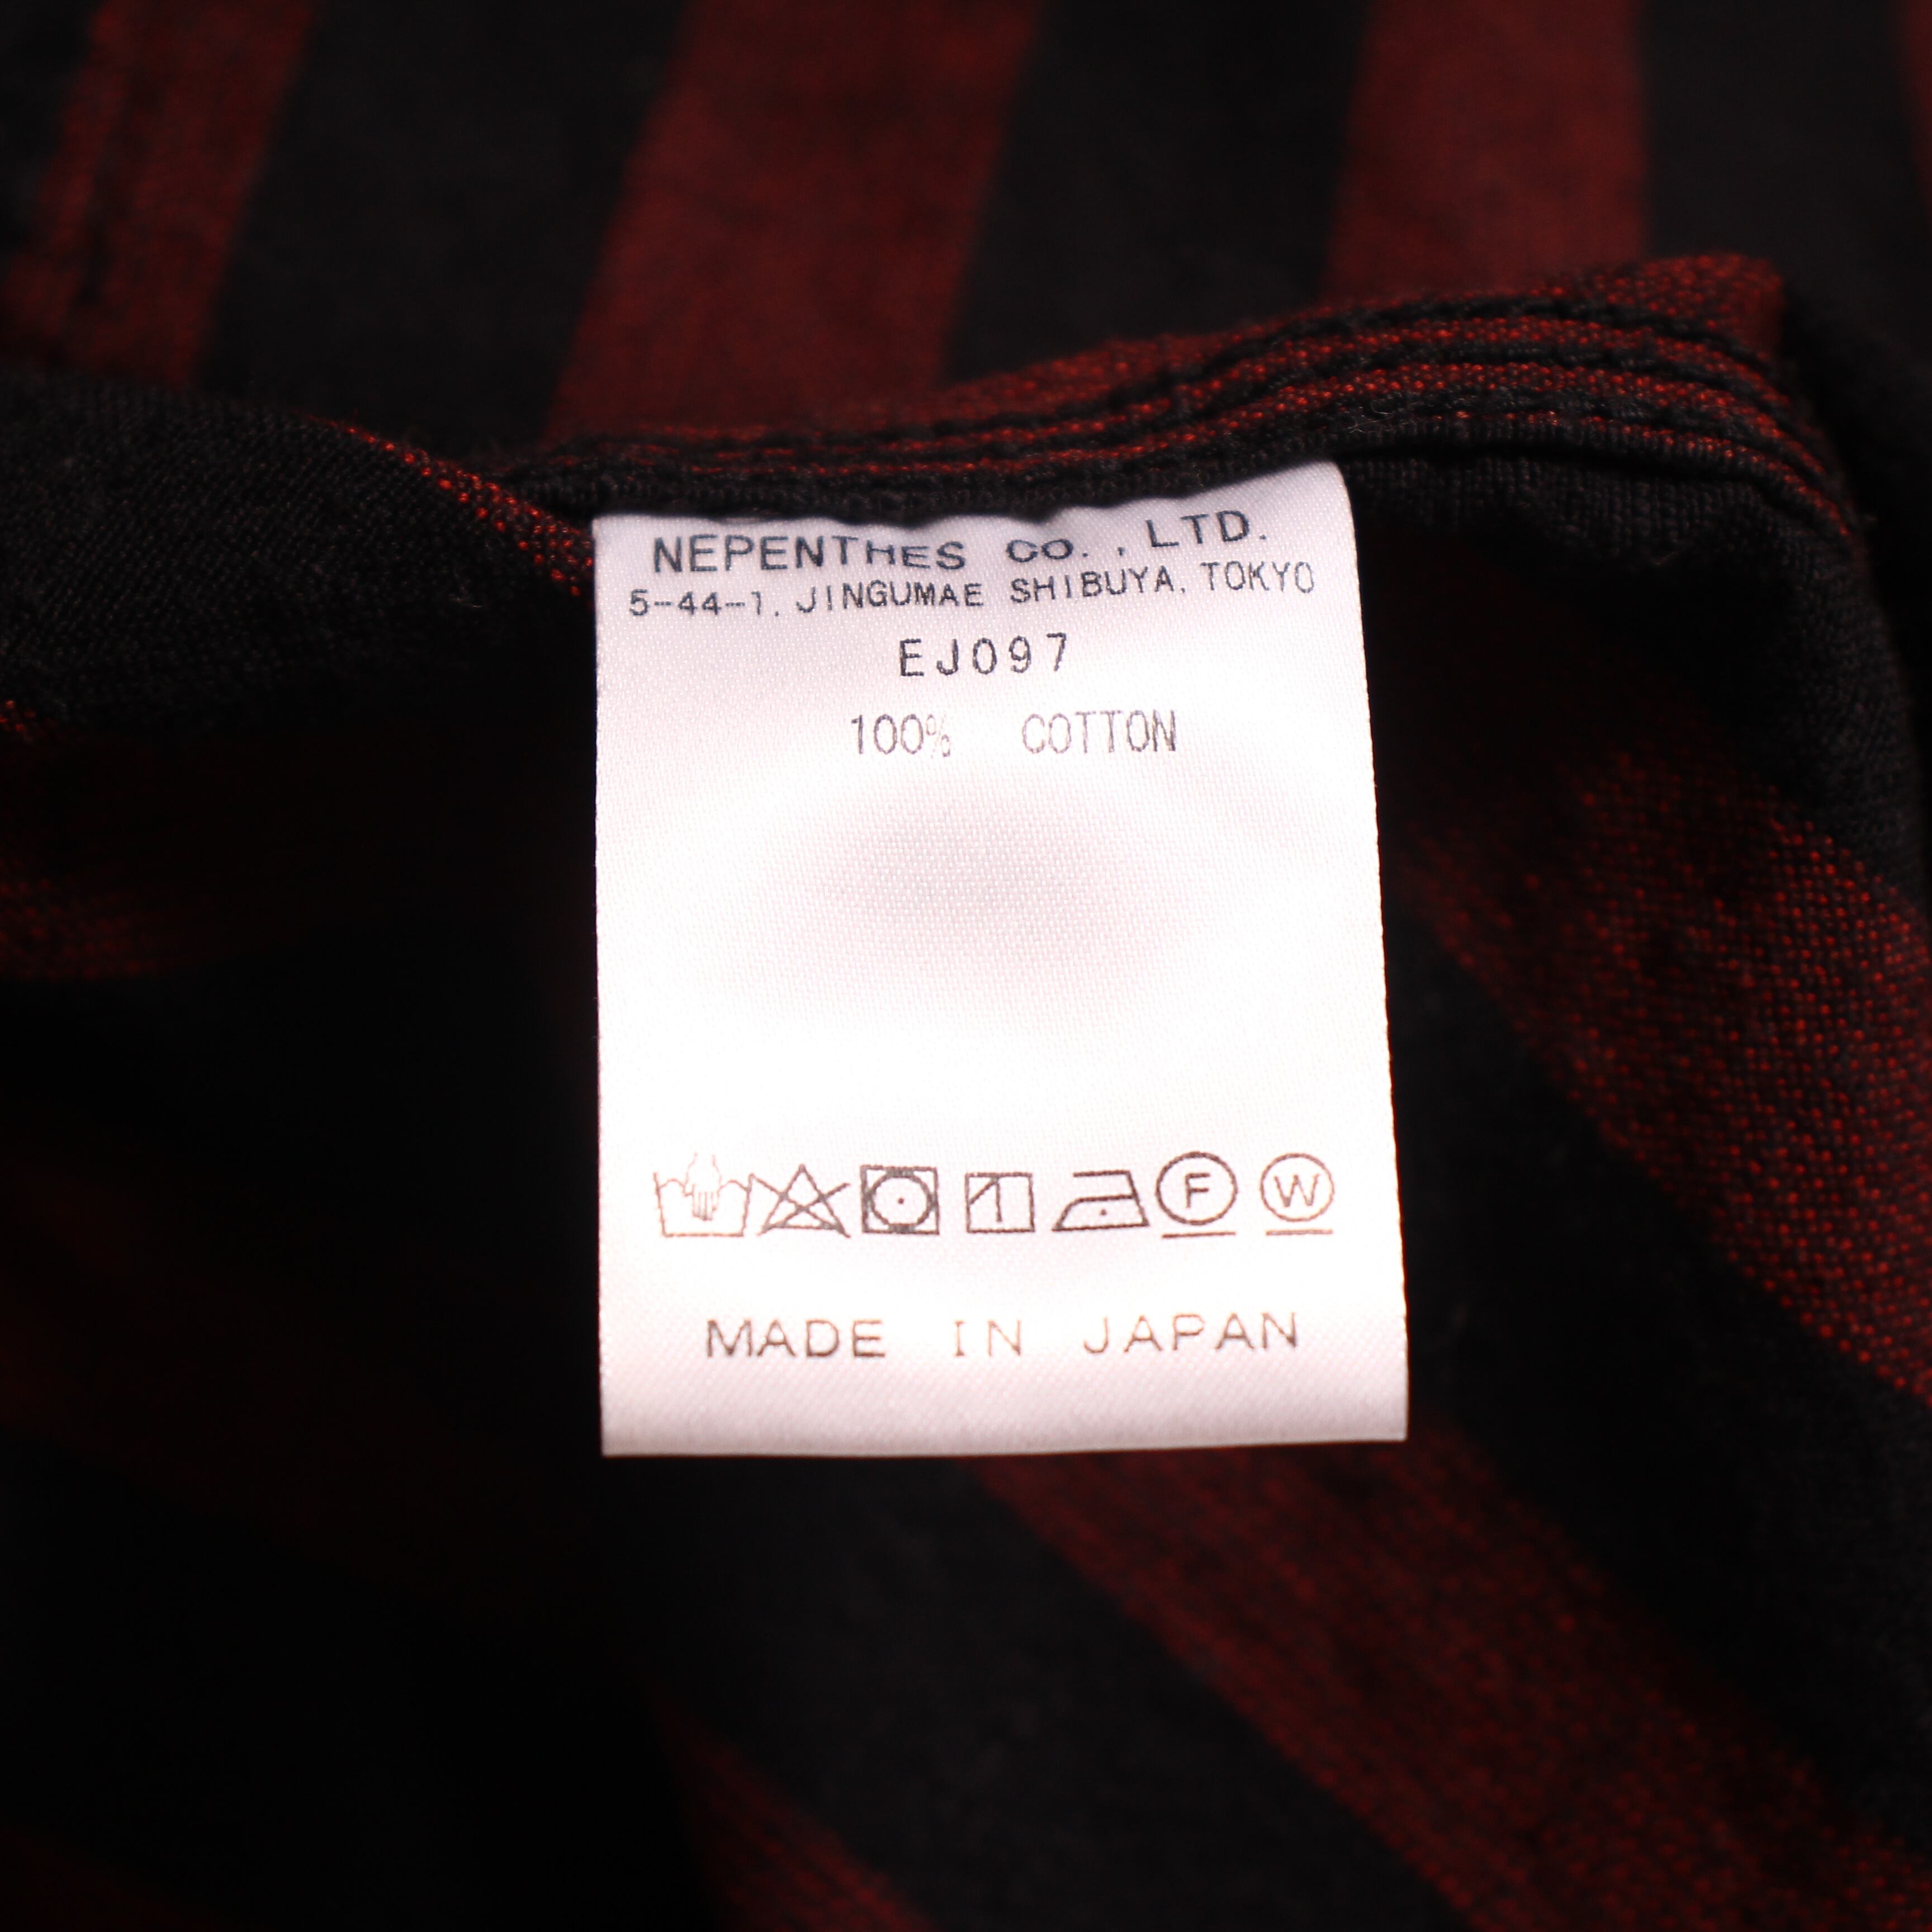 NEPENTHES CO., LTD.
5-44-1, JINGUMAE SHIBUYA, TOKYO
EJ097
100% COTTON
F W
MADE IN JAPAN